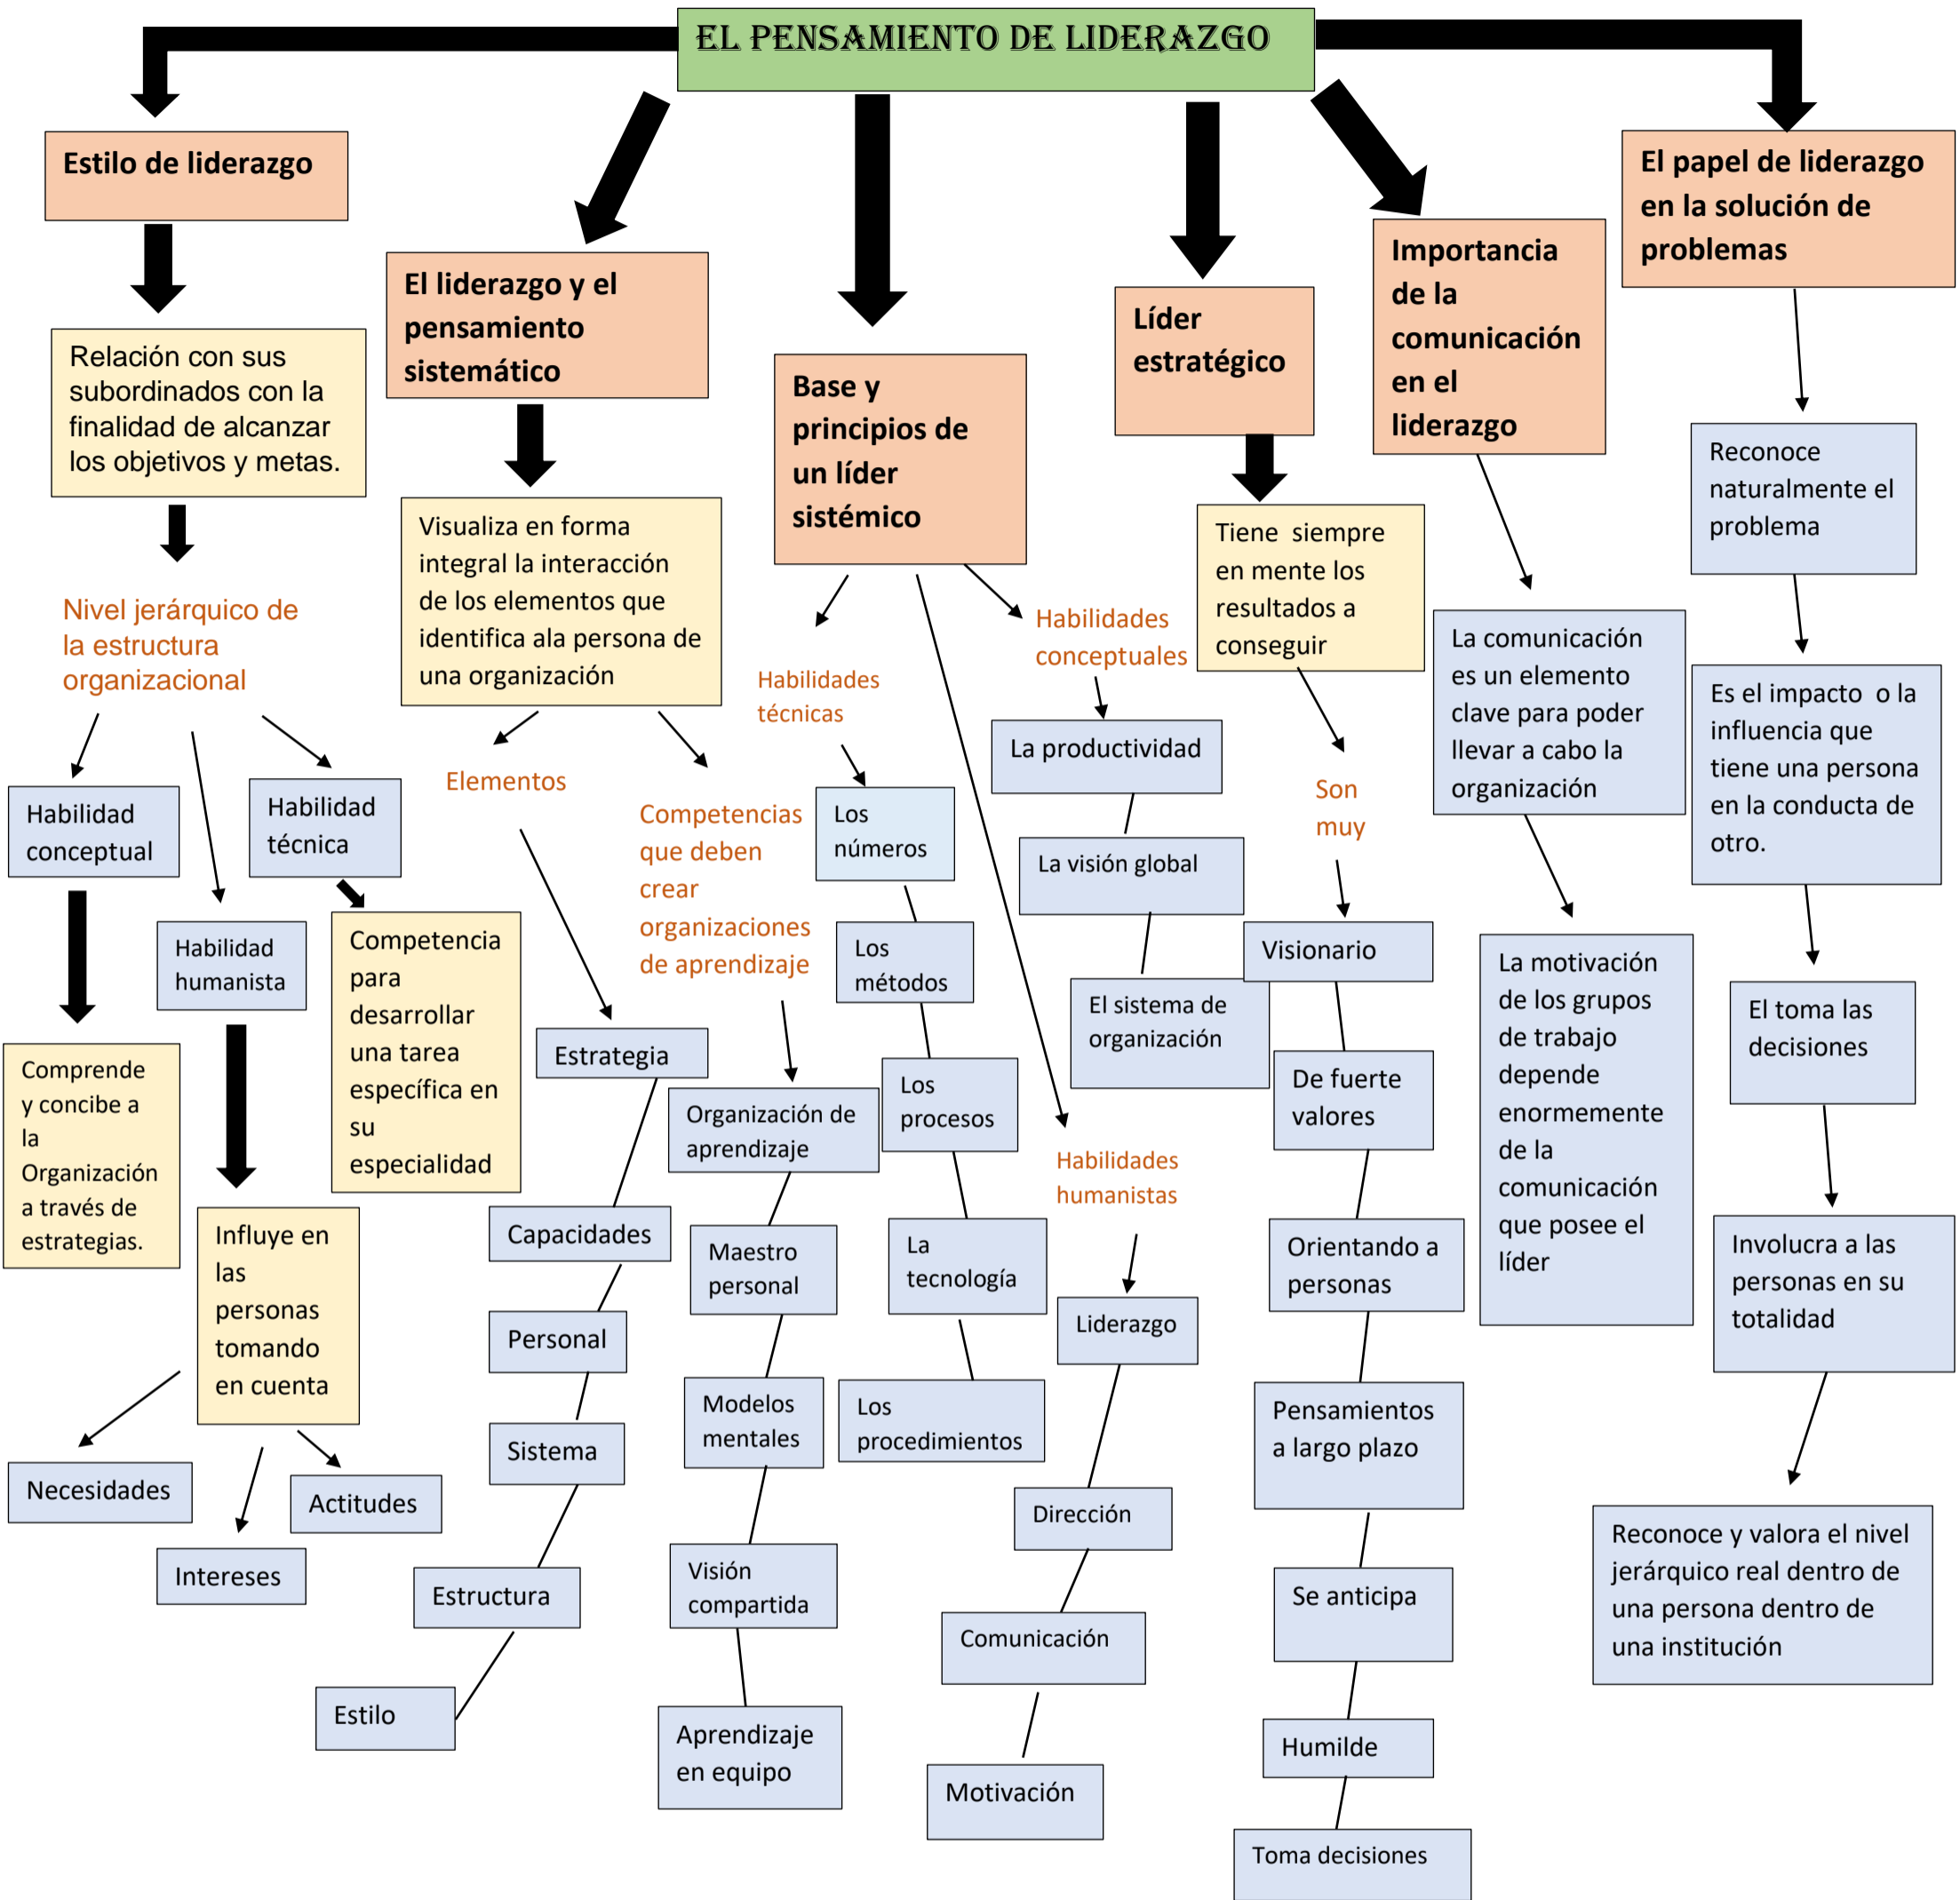 EL PENSAMIENTO DE LIDERAZGO
Estilo de liderazgo
Relación con sus
subordinados con la
finalidad de alcanzar
los objetivos y metas.
Nivel jerárquico de
la estructura
organizacional
Habilidad
conceptual
Comprende
y concibe a
la
Organización
a través de
estrategias.
Habilidad
humanista
Influye en
las
personas
tomando
en cuenta
Necesidades
Intereses
Actitudes
Habilidad
técnica
Competencia
para
desarrollar
una tarea
específica en
su
especialidad
El liderazgo y el
pensamiento
sistemático
Visualiza en forma
integral la interacción
de los elementos que
identifica ala persona de
una organización
Elementos
Estrategia
Capacidades
Personal
Sistema
Estructura
Estilo
Competencias
que deben
crear
organizaciones
de aprendizaje
Organización de
aprendizaje
Maestro
personal
Modelos
mentales
Visión
compartida
Aprendizaje
en equipo
Base y
principios de
un líder
sistémico
Habilidades
técnicas
Los
números
Los
métodos
Los
procesos
La
tecnología
Los
procedimientos
Habilidades
humanistas
Liderazgo
Dirección
Comunicación
Motivación
Habilidades
conceptuales
La productividad
La visión global
El sistema de
organización
Líder
estratégico
Tiene siempre
en mente los
resultados a
conseguir
Son
muy
Visionario
De fuerte
valores
Orientando a
personas
Pensamientos
a largo plazo
Se anticipa
Humilde
Toma decisiones
Importancia
de la
comunicación
en el
liderazgo
La comunicación
es un elemento
clave para poder
llevar a cabo la
organización
La motivación
de los grupos
de trabajo
depende
enormemente
de la
comunicación
que posee el
líder
El papel de liderazgo
en la solución de
problemas
Reconoce
naturalmente el
problema
Es el impacto o la
influencia que
tiene una persona
en la conducta de
otro.
El toma las
decisiones
Involucra a las
personas en su
totalidad
Reconoce y valora el nivel
jerárquico real dentro de
una persona dentro de
una institución